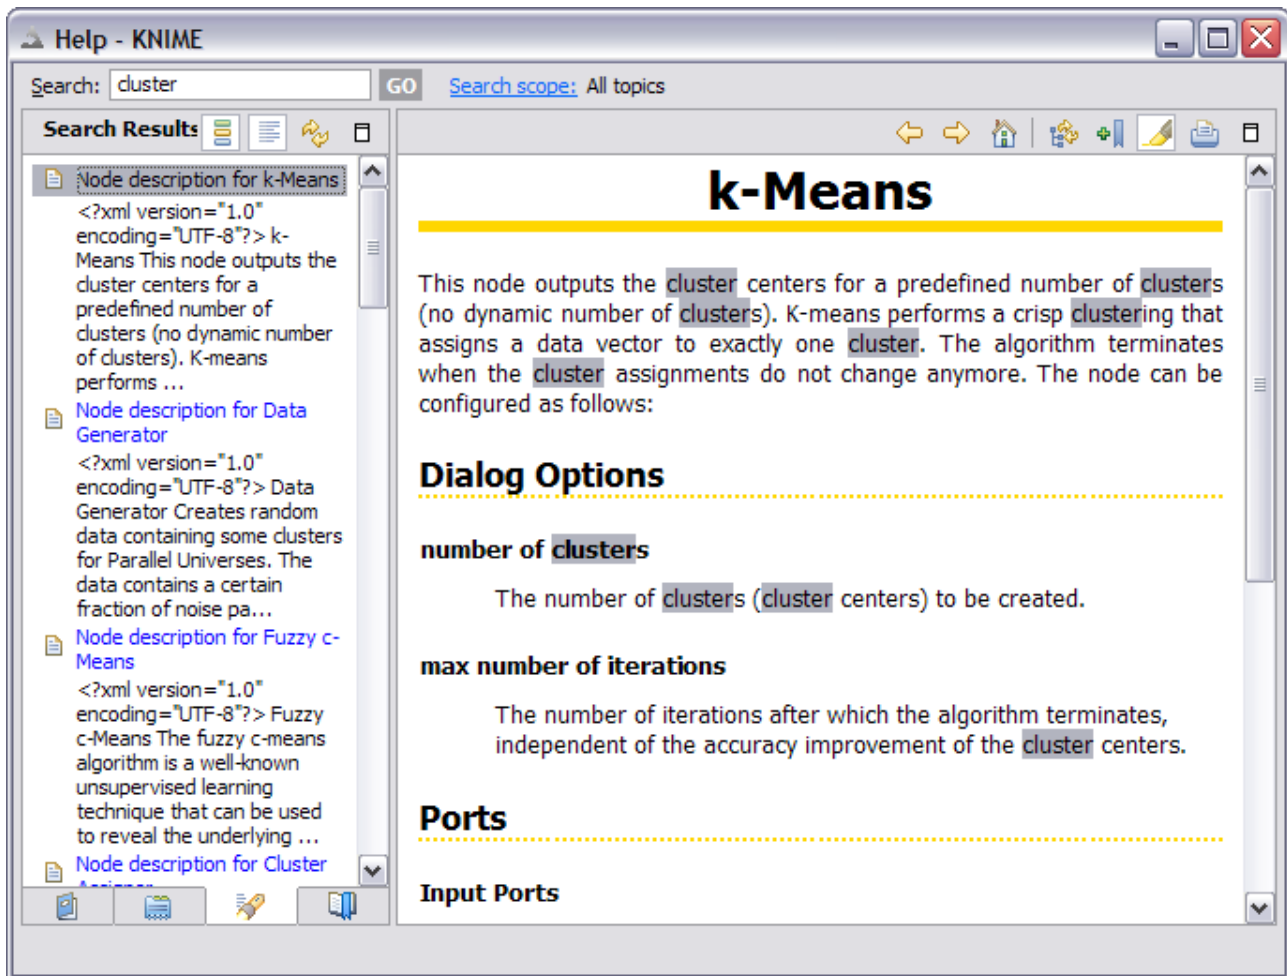 Help - KNIME
Search: cluster GO Search scope: All topics
Search Results
Node description for k-Means
<?xml version="1.0"
encoding="UTF-8"?> k-
Means This node outputs the
cluster centers for a
predefined number of
clusters (no dynamic number
of clusters). K-means
performs ...
Node description for Data
Generator
<?xml version="1.0"
encoding="UTF-8"?> Data
Generator Creates random
data containing some clusters
for Parallel Universes. The
data contains a certain
fraction of noise pa...
Node description for Fuzzy c-
Means
<?xml version="1.0"
encoding="UTF-8"?> Fuzzy
c-Means The fuzzy c-means
algorithm is a well-known
unsupervised learning
technique that can be used
to reveal the underlying ...
Node description for Cluster
k-Means
This node outputs the cluster centers for a predefined number of clusters
(no dynamic number of clusters). K-means performs a crisp clustering that
assigns a data vector to exactly one cluster. The algorithm terminates
when the cluster assignments do not change anymore. The node can be
configured as follows:
Dialog Options
number of clusters
The number of clusters (cluster centers) to be created.
max number of iterations
The number of iterations after which the algorithm terminates,
independent of the accuracy improvement of the cluster centers.
Ports
Input Ports